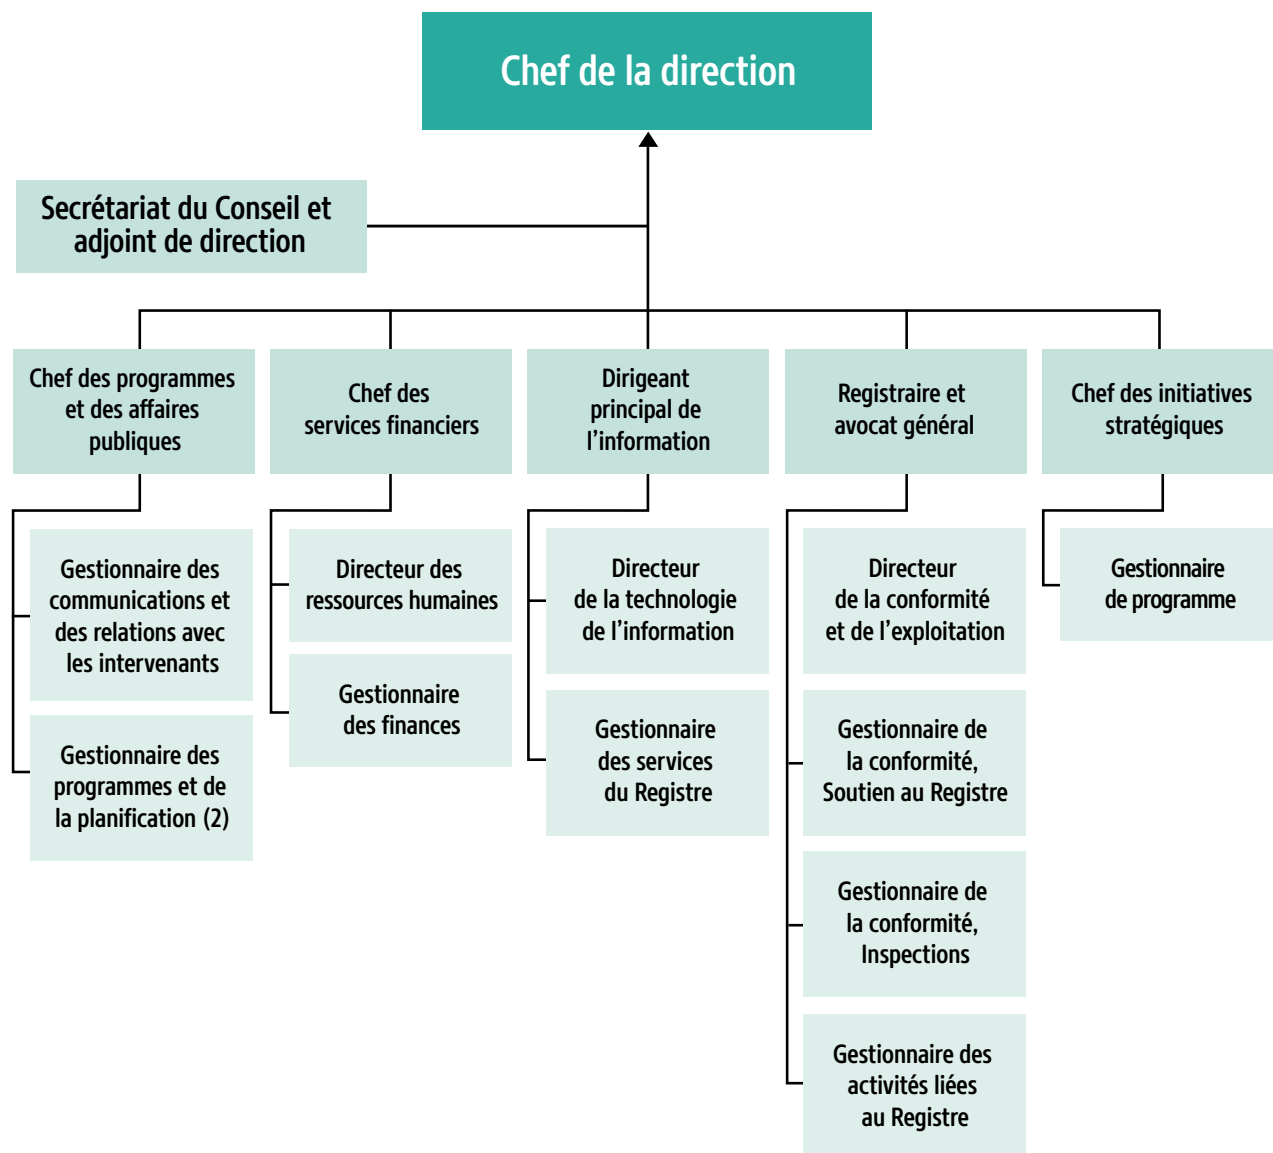 Chef de la direction
Secrétariat du Conseil et
adjoint de direction
Chef des programmes
et des affaires
publiques
Chef des
services financiers
Dirigeant
principal de
l’information
Registraire et
avocat général
Chef des initiatives
stratégiques
Gestionnaire des
communications et
des relations avec
les intervenants
Gestionnaire des
programmes et de
la planification (2)
Directeur des
ressources humaines
Gestionnaire
des finances
Directeur
de la technologie
de l’information
Gestionnaire
des services
du Registre
Directeur
de la conformité
et de l’exploitation
Gestionnaire de
la conformité,
Soutien au Registre
Gestionnaire de
la conformité,
Inspections
Gestionnaire des
activités liées
au Registre
Gestionnaire
de programme